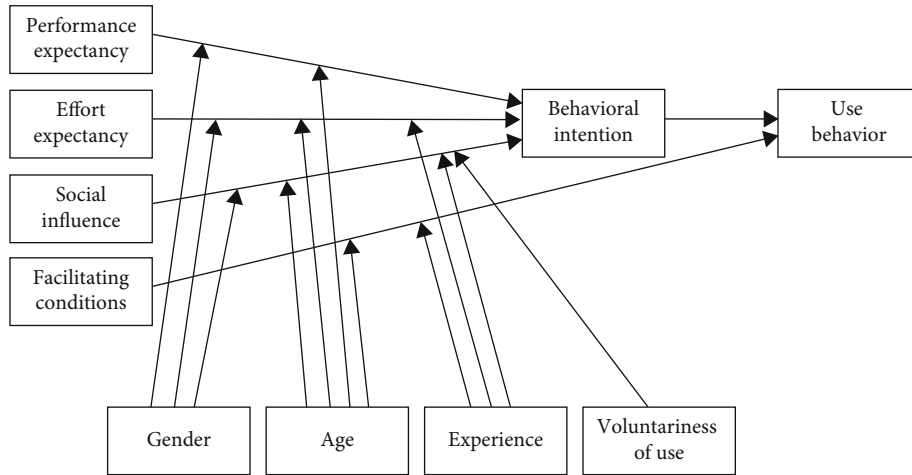 Performance
expectancy
Effort
expectancy
Social
influence
Facilitating
conditions
Behavioral
intention
Use
behavior
Gender
Age
Experience
Voluntariness
of use